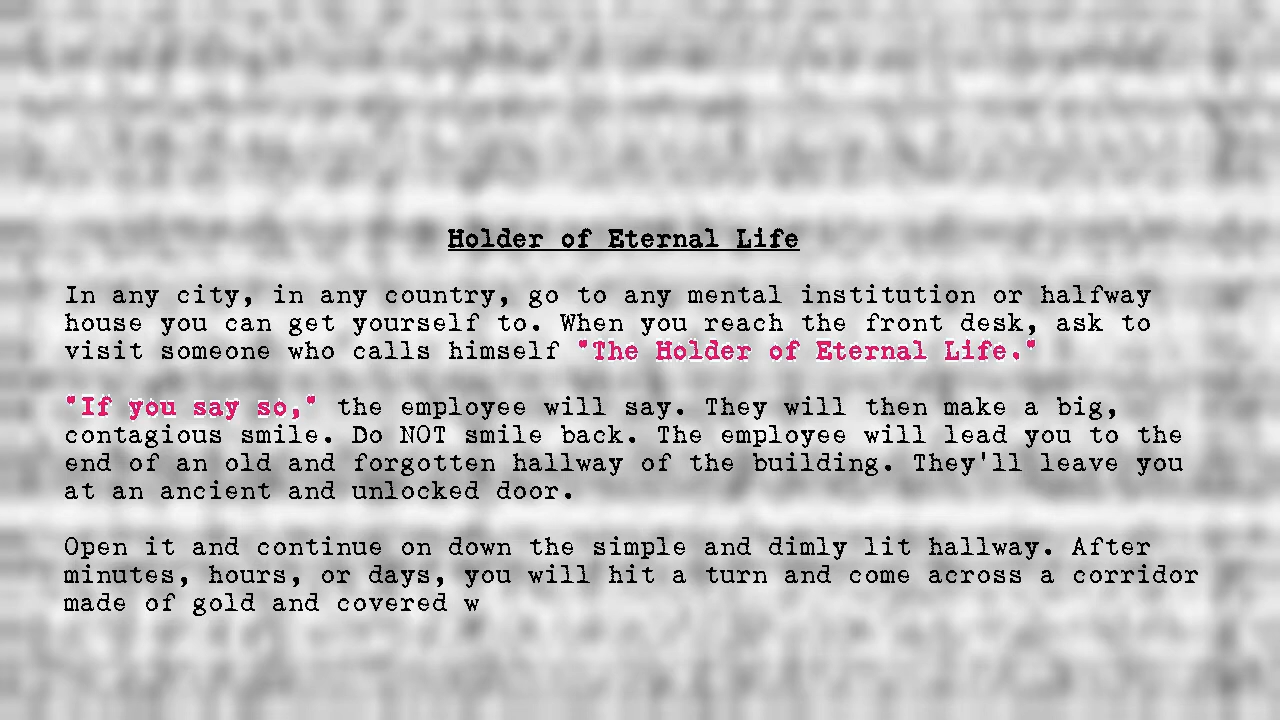 Holder of Eternal Life
In any city, in any country, go to any mental institution or halfway
house you can get yourself to. When you reach the front desk, ask to
visit someone who calls himself "The Holder of Eternal Life."
"If you say so," the employee will say. They will then make a big,
contagious smile. Do NOT smile back. The employee will lead you to the
end of an old and forgotten hallway of the building. They'll leave you
at an ancient and unlocked door.
Open it and continue on down the simple and dimly lit hallway. After
minutes, hours, or days, you will hit a turn and come across a corridor
made of gold and covered w